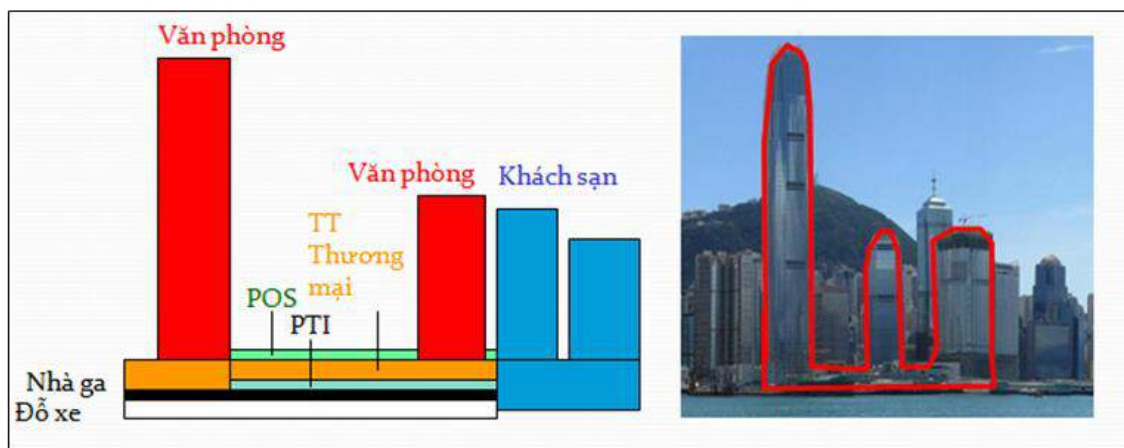 Văn phòng
Văn phòng
Khách sạn
TT
Thương
mại
POS
PTI
Nhà ga
Đỗ xe